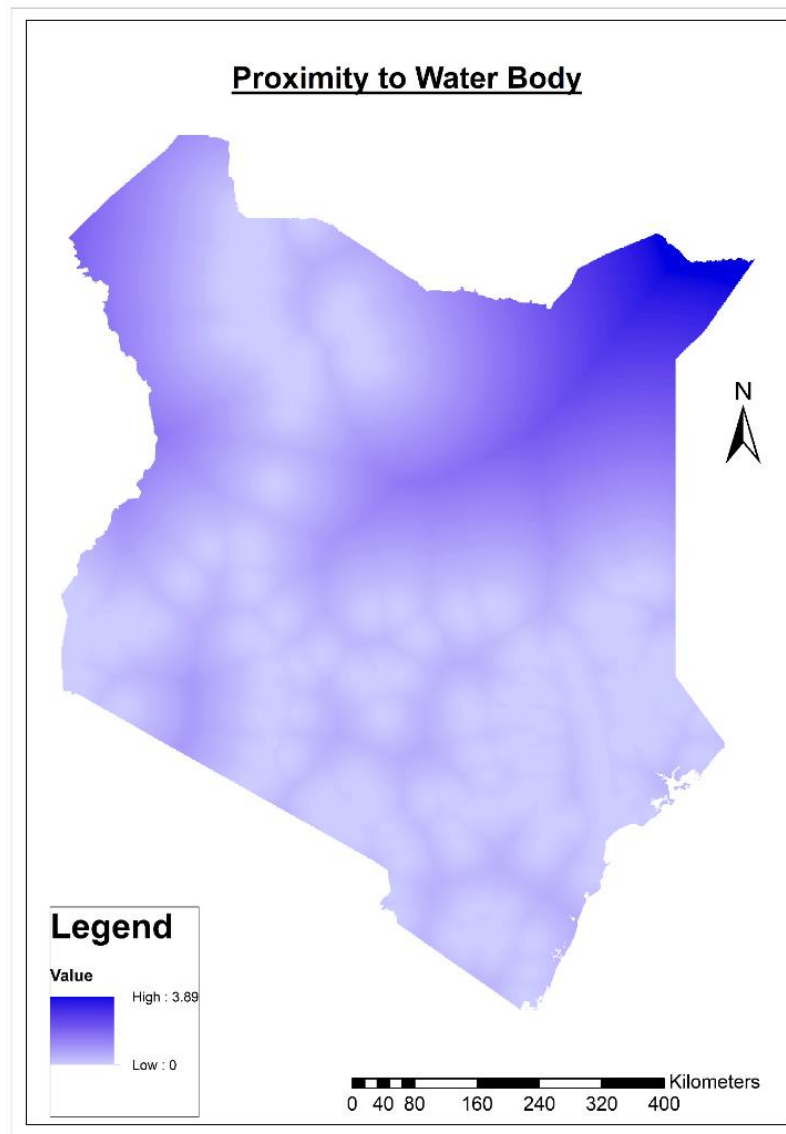 Proximity to Water Body
N
Legend
Value
High : 3.89
Low : 0
Kilometers
0 40 80 160 240 320 400